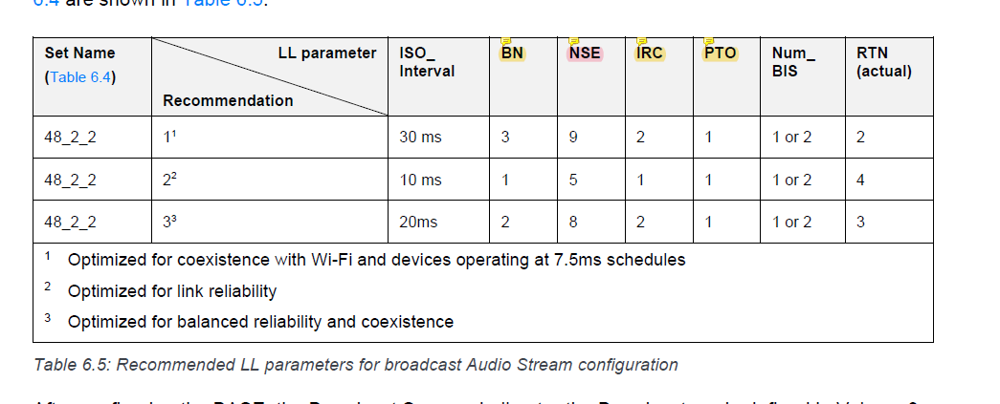 6.4 are shown in Table 6.5.
Set Name LL parameter ISO_ BN NSE IRC PTO Num_ RTN
(Table 6.4) Interval BIS (actual)
Recommendation
48_2_2 1¹ 30 ms 3 9 2 1 1 or 2 2
48_2_2 2² 10 ms 1 5 1 1 1 or 2 4
48_2_2 3³ 20ms 2 8 2 1 1 or 2 3
1 Optimized for coexistence with Wi-Fi and devices operating at 7.5ms schedules
2 Optimized for link reliability
3 Optimized for balanced reliability and coexistence
Table 6.5: Recommended LL parameters for broadcast Audio Stream configuration